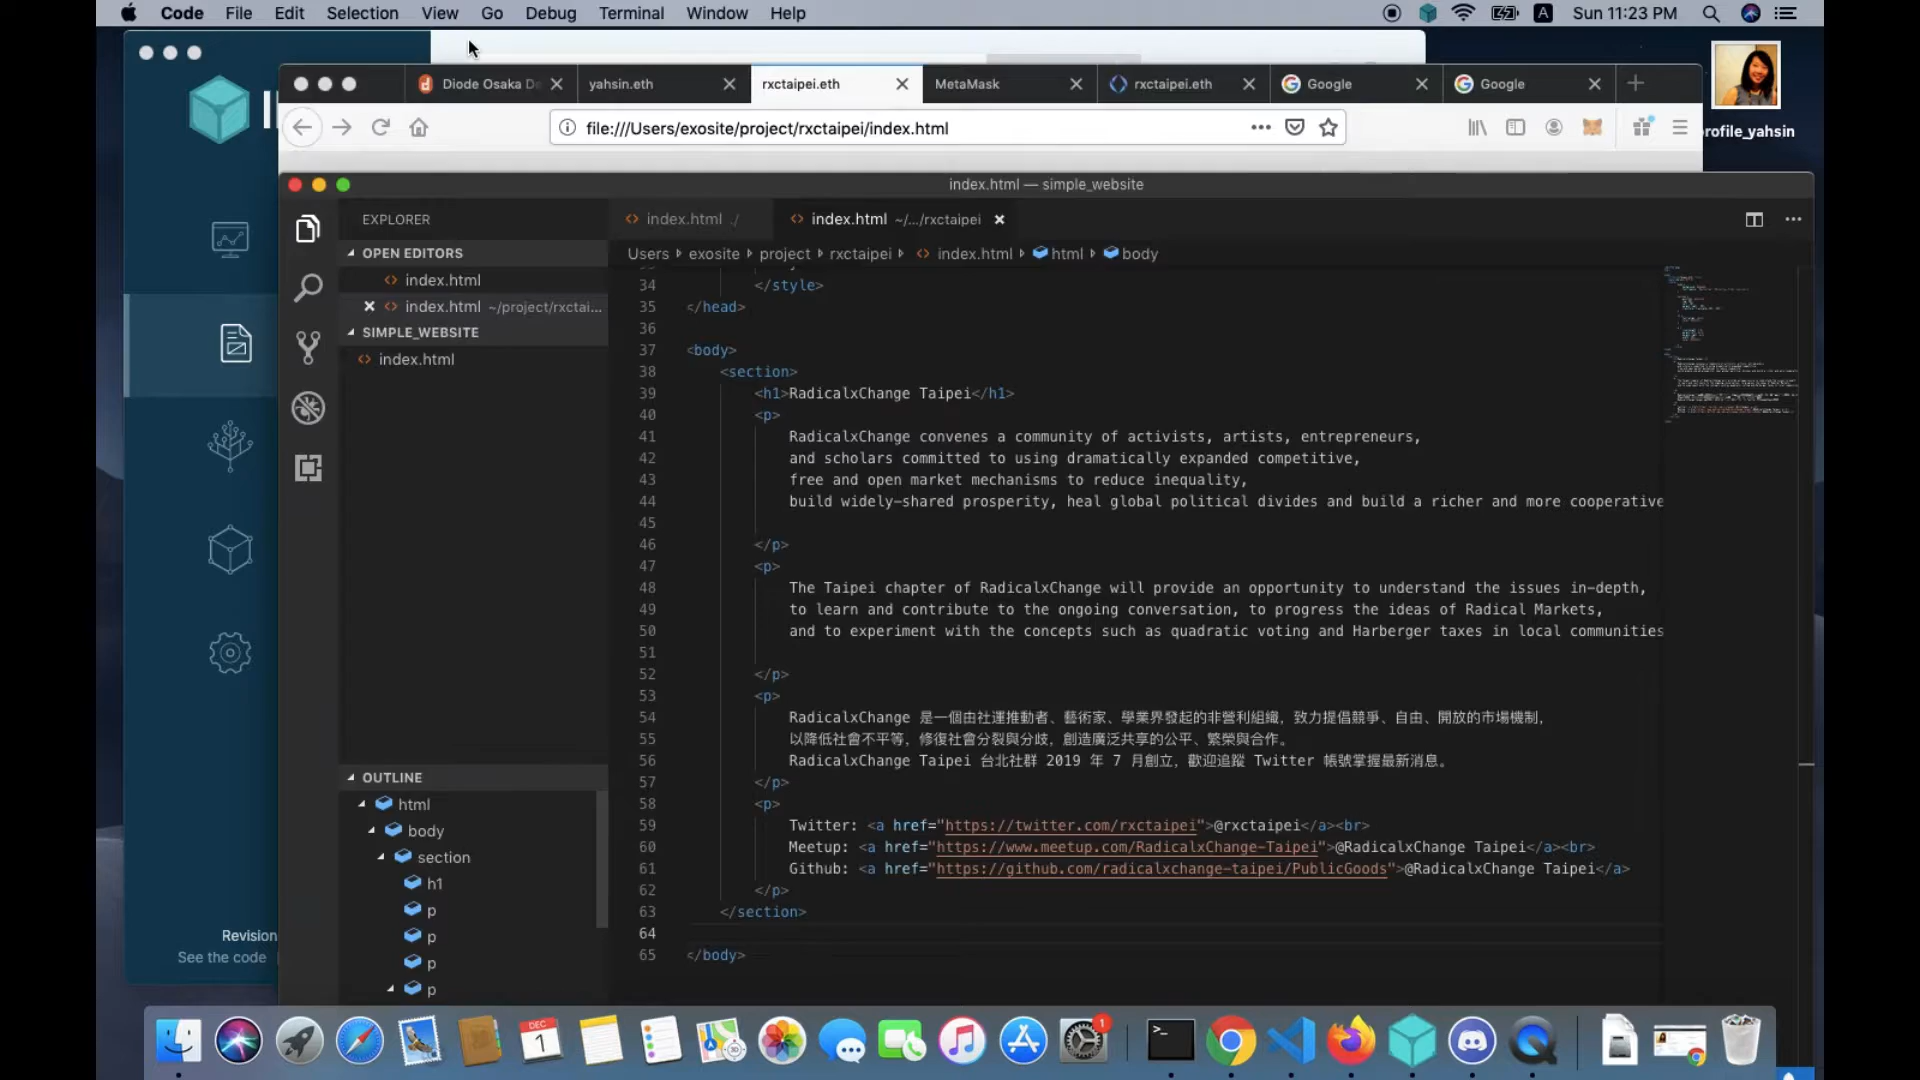 Code File Edit Selection View Go Debug Terminal Window Help
A Sun 11:23 PM
Diode Osaka De
yahsin.eth
rxctaipei.eth
MetaMask
rxctaipei.eth
Google
Google
file:///Users/exosite/project/rxctaipei/index.html
rofile_yahsin
index.html — simple_website
EXPLORER
index.html ./
index.html ~/.../rxctaipei
OPEN EDITORS
Users exosite project rxctaipei index.html html body
index.html
index.html ~/project/rxctai...
SIMPLE_WEBSITE
index.html
34 </style>
35 </head>
36
37 <body>
38 <section>
39 <h1>RadicalxChange Taipei</h1>
40 <p>
41 RadicalxChange convenes a community of activists, artists, entrepreneurs,
42 and scholars committed to using dramatically expanded competitive,
43 free and open market mechanisms to reduce inequality,
44 build widely-shared prosperity, heal global political divides and build a richer and more cooperative
45
46 </p>
47 <p>
48 The Taipei chapter of RadicalxChange will provide an opportunity to understand the issues in-depth,
49 to learn and contribute to the ongoing conversation, to progress the ideas of Radical Markets,
50 and to experiment with the concepts such as quadratic voting and Harberger taxes in local communities
51
52 </p>
53 <p>
54 RadicalxChange 是一個由社運推動者、藝術家、學業界發起的非營利組織，致力提倡競爭、自由、開放的市場機制，
55 以降低社會不平等，修復社會分裂與分歧，創造廣泛共享的公平、繁榮與合作。
56 RadicalxChange Taipei 台北社群 2019 年 7 月創立，歡迎追蹤 Twitter 帳號掌握最新消息。
57 </p>
58 <p>
59 Twitter: <a href="https://twitter.com/rxctaipei">@rxctaipei</a><br>
60 Meetup: <a href="https://www.meetup.com/RadicalxChange-Taipei">@RadicalxChange Taipei</a><br>
61 Github: <a href="https://github.com/radicalxchange-taipei/PublicGoods">@RadicalxChange Taipei</a>
62 </p>
63 </section>
64
65 </body>
OUTLINE
html
body
section
h1
p
p
p
p
Revision
See the code
DEC
1
1